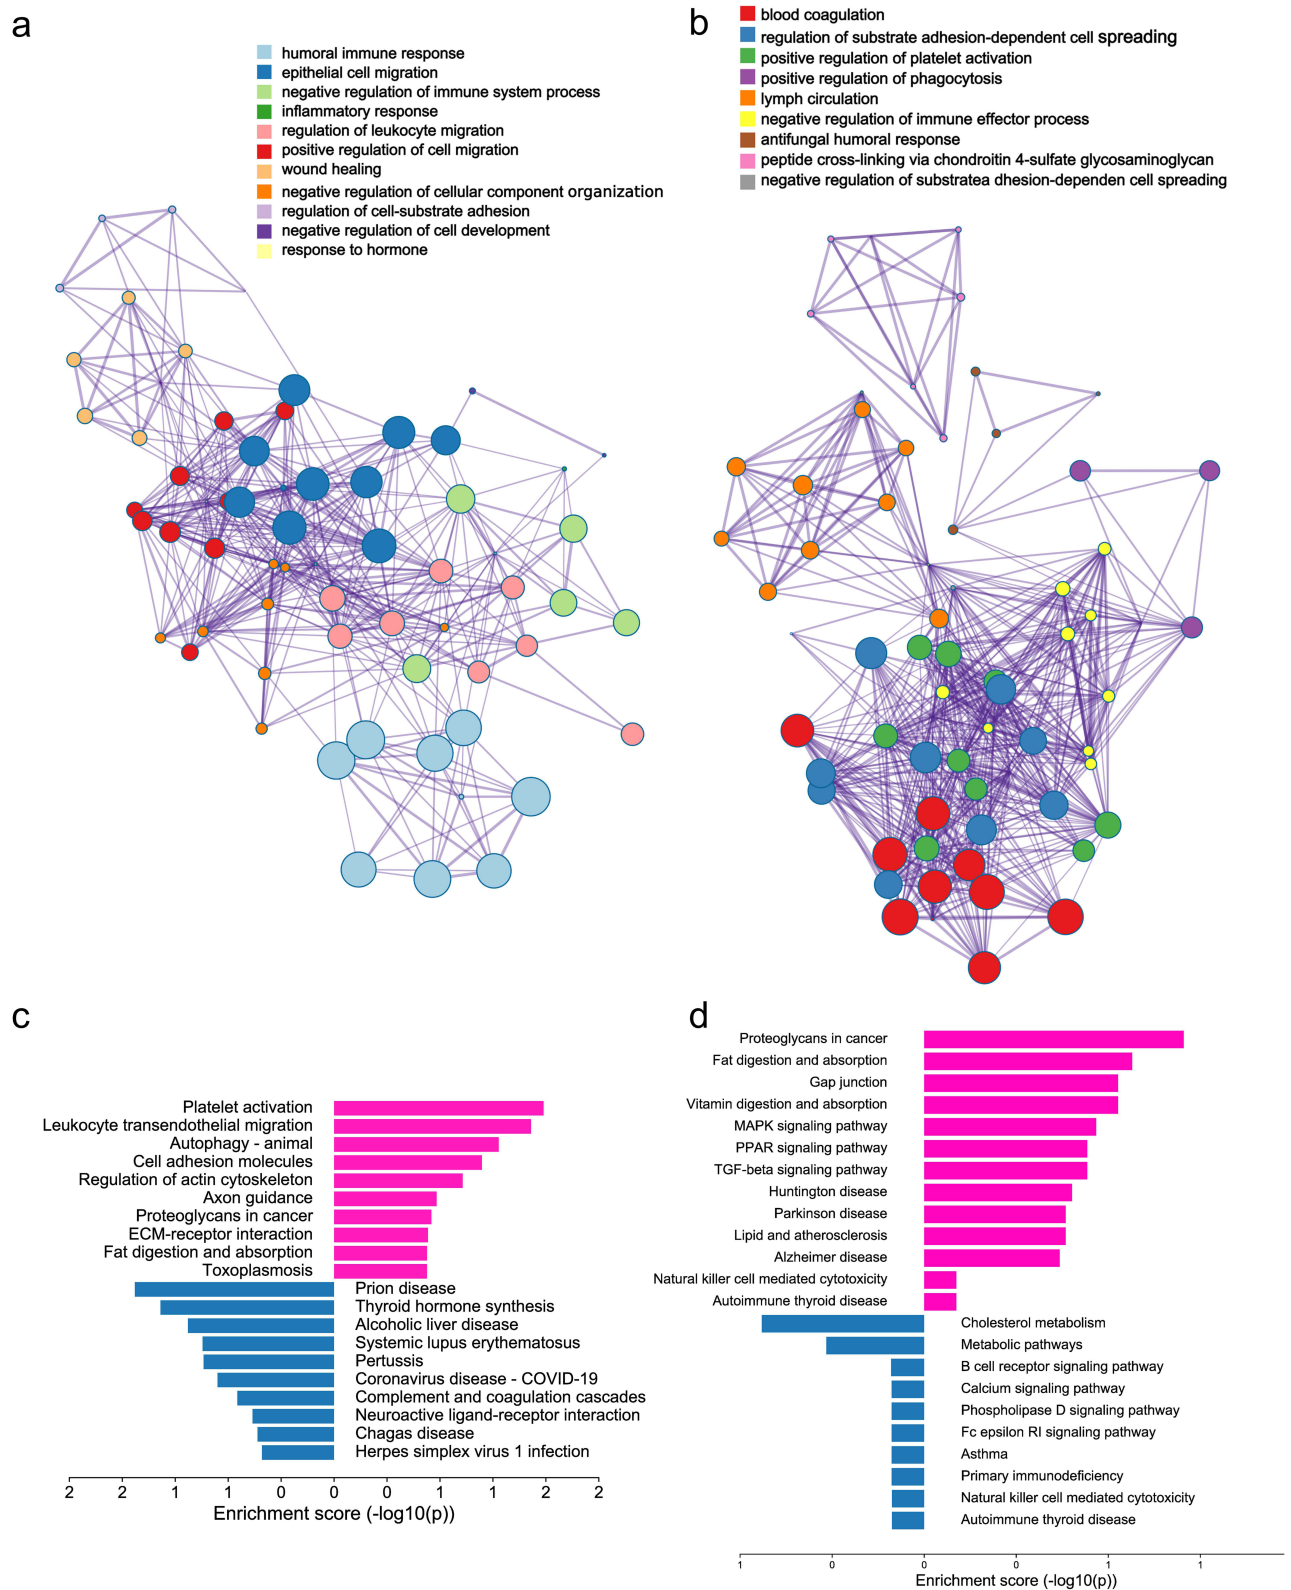 a
humoral immune response
epithelial cell migration
negative regulation of immune system process
inflammatory response
regulation of leukocyte migration
positive regulation of cell migration
wound healing
negative regulation of cellular component organization
regulation of cell-substrate adhesion
negative regulation of cell development
response to hormone
b
blood coagulation
regulation of substrate adhesion-dependent cell spreading
positive regulation of platelet activation
positive regulation of phagocytosis
lymph circulation
negative regulation of immune effector process
antifungal humoral response
peptide cross-linking via chondroitin 4-sulfate glycosaminoglycan
negative regulation of substratea dhesion-dependen cell spreading
c
Platelet activation
Leukocyte transendothelial migration
Autophagy - animal
Cell adhesion molecules
Regulation of actin cytoskeleton
Axon guidance
Proteoglycans in cancer
ECM-receptor interaction
Fat digestion and absorption
Toxoplasmosis
Prion disease
Thyroid hormone synthesis
Alcoholic liver disease
Systemic lupus erythematosus
Pertussis
Coronavirus disease - COVID-19
Complement and coagulation cascades
Neuroactive ligand-receptor interaction
Chagas disease
Herpes simplex virus 1 infection
2 2 1 1 0 0 0 1 1 2 2
Enrichment score (-log10(p))
d
Proteoglycans in cancer
Fat digestion and absorption
Gap junction
Vitamin digestion and absorption
MAPK signaling pathway
PPAR signaling pathway
TGF-beta signaling pathway
Huntington disease
Parkinson disease
Lipid and atherosclerosis
Alzheimer disease
Natural killer cell mediated cytotoxicity
Autoimmune thyroid disease
Cholesterol metabolism
Metabolic pathways
B cell receptor signaling pathway
Calcium signaling pathway
Phospholipase D signaling pathway
Fc epsilon RI signaling pathway
Asthma
Primary immunodeficiency
Natural killer cell mediated cytotoxicity
Autoimmune thyroid disease
1 0 0 0 1 1
Enrichment score (-log10(p))